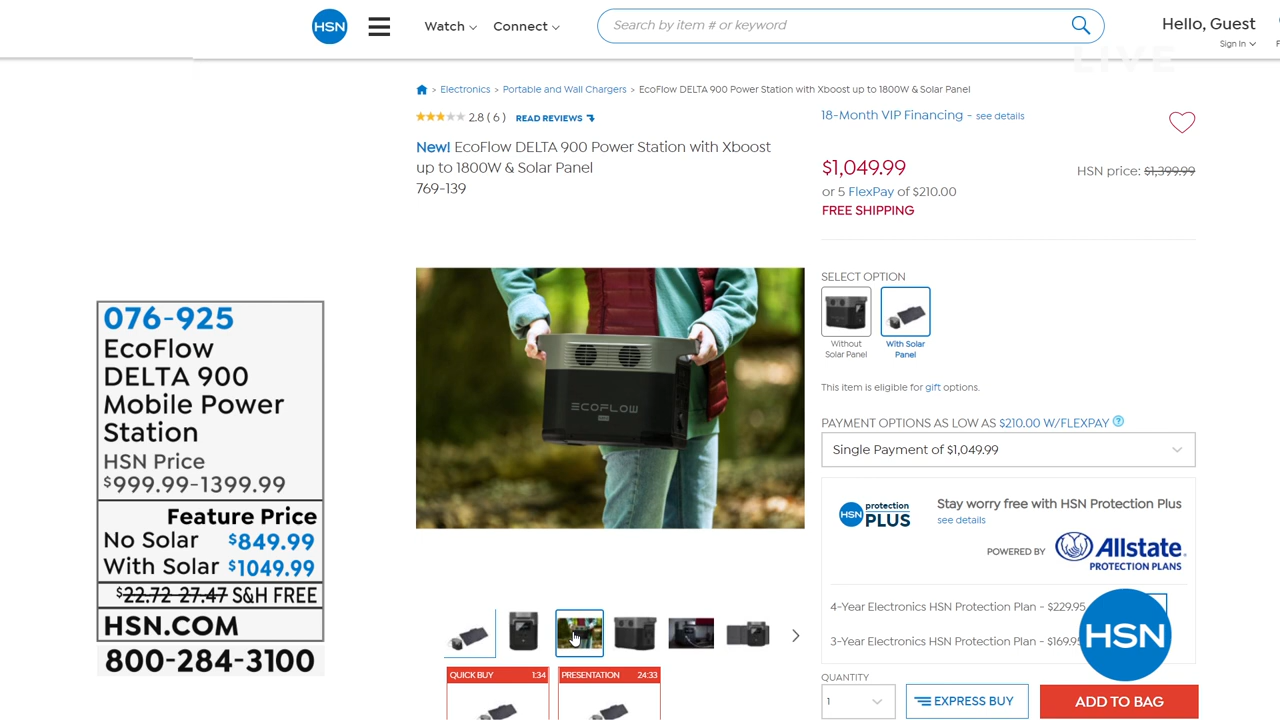 HSN
Watch
Connect
Search by item # or keyword
Hello, Guest
Sign In
LIVE
Electronics > Portable and Wall Chargers > EcoFlow DELTA 900 Power Station with Xboost up to 1800W & Solar Panel
2.8 ( 6 ) READ REVIEWS
New! EcoFlow DELTA 900 Power Station with Xboost
up to 1800W & Solar Panel
769-139
18-Month VIP Financing - see details
$1,049.99
HSN price: $1,399.99
or 5 FlexPay of $210.00
FREE SHIPPING
SELECT OPTION
Without
Solar Panel
With Solar
Panel
This item is eligible for gift options.
PAYMENT OPTIONS AS LOW AS $210.00 W/FLEXPAY ?
Single Payment of $1,049.99
HSN protection PLUS
Stay worry free with HSN Protection Plus
see details
POWERED BY Allstate
PROTECTION PLANS
4-Year Electronics HSN Protection Plan - $229.95
3-Year Electronics HSN Protection Plan - $169.9
HSN
QUANTITY
1
EXPRESS BUY
ADD TO BAG
ECOFLOW
QUICK BUY 1:34
PRESENTATION 24:33
076-925
EcoFlow
DELTA 900
Mobile Power
Station
HSN Price
$999.99-1399.99
Feature Price
No Solar $849.99
With Solar $1049.99
$22.72-27.47 S&H FREE
HSN.COM
800-284-3100